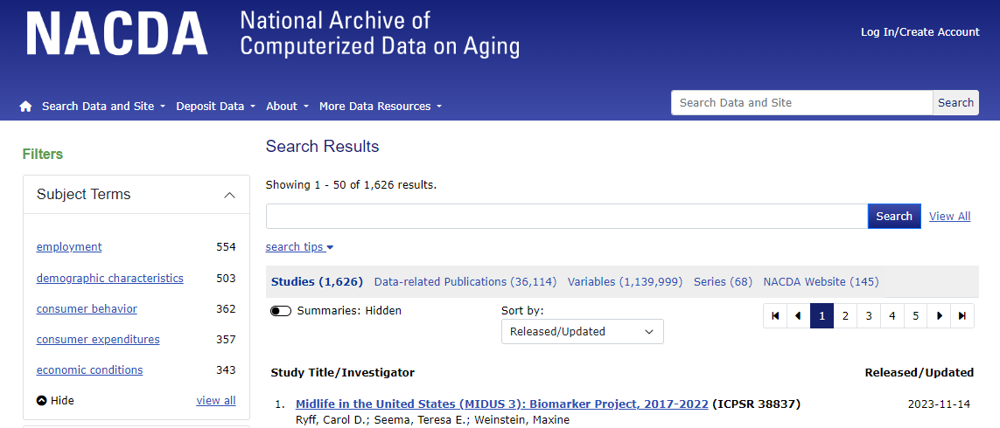 NACDA
National Archive of
Computerized Data on Aging
Log In/Create Account
Search Data and Site
Deposit Data
About
More Data Resources
Search Data and Site
Search
Filters
Subject Terms
employment 554
demographic characteristics 503
consumer behavior 362
consumer expenditures 357
economic conditions 343
Hide view all
Search Results
Showing 1 - 50 of 1,626 results.
Search View All
search tips
Studies (1,626) Data-related Publications (36,114) Variables (1,139,999) Series (68) NACDA Website (145)
Summaries: Hidden
Sort by:
Released/Updated
1 2 3 4 5
Study Title/Investigator Released/Updated
1. Midlife in the United States (MIDUS 3): Biomarker Project, 2017-2022 (ICPSR 38837) 2023-11-14
Ryff, Carol D.; Seema, Teresa E.; Weinstein, Maxine